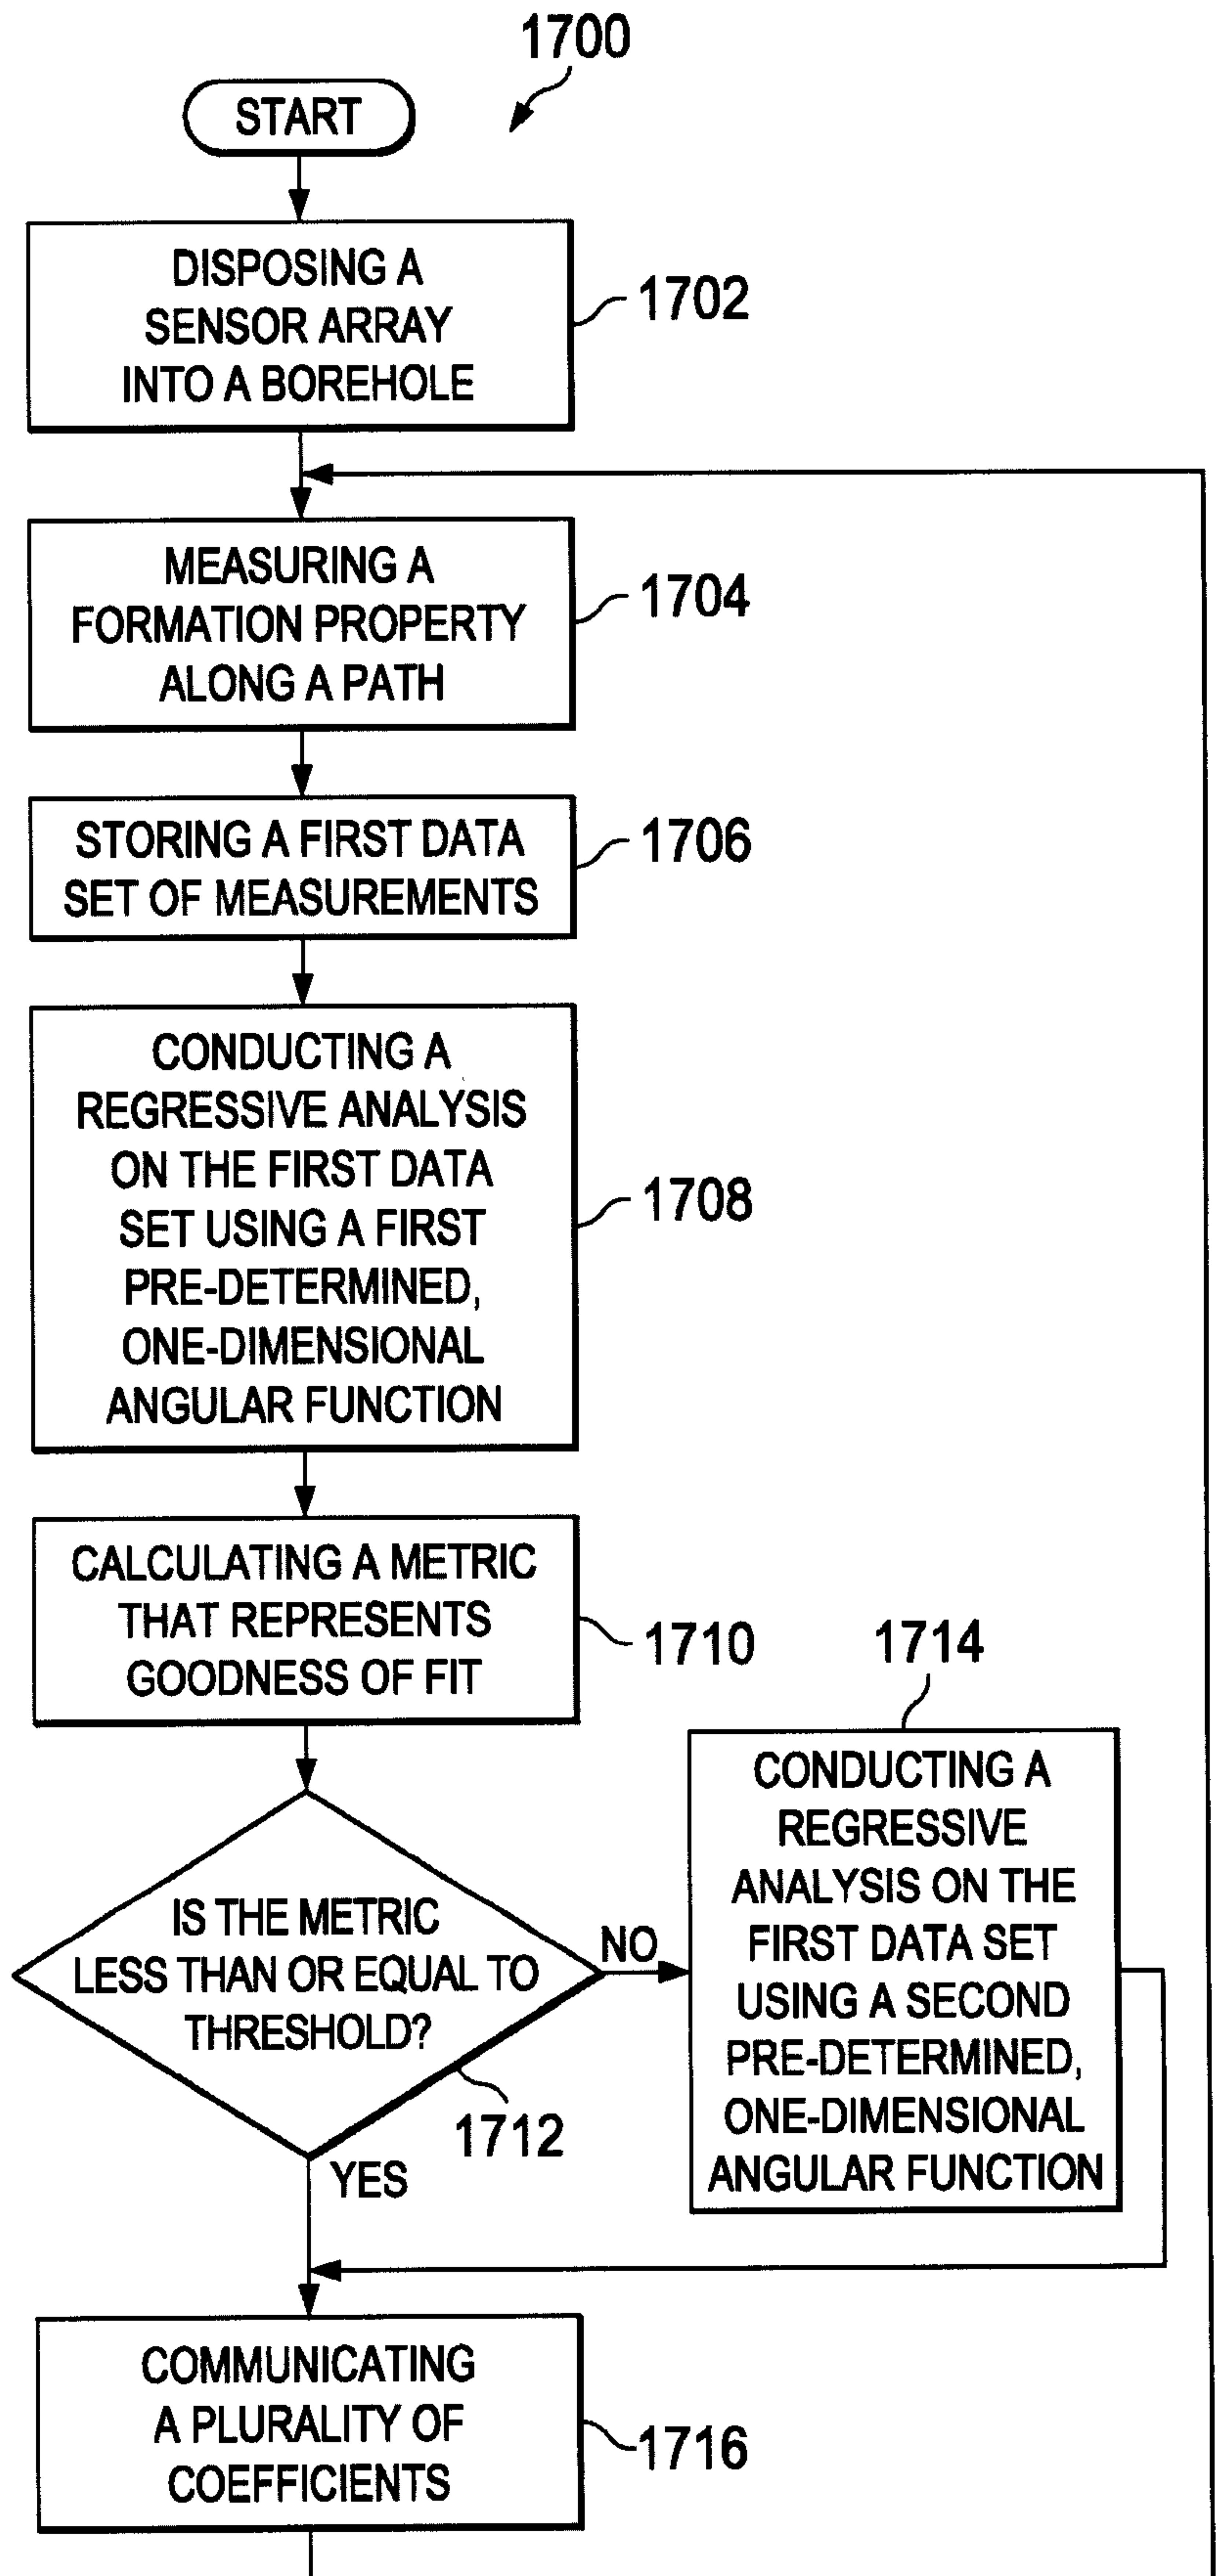 1700
START
DISPOSING A
SENSOR ARRAY
INTO A BOREHOLE
1702
MEASURING A
FORMATION PROPERTY
ALONG A PATH
1704
STORING A FIRST DATA
SET OF MEASUREMENTS
1706
CONDUCTING A
REGRESSIVE ANALYSIS
ON THE FIRST DATA
SET USING A FIRST
PRE-DETERMINED,
ONE-DIMENSIONAL
ANGULAR FUNCTION
1708
CALCULATING A METRIC
THAT REPRESENTS
GOODNESS OF FIT
1710
IS THE METRIC
LESS THAN OR EQUAL TO
THRESHOLD?
1712
NO
YES
1714
CONDUCTING A
REGRESSIVE
ANALYSIS ON THE
FIRST DATA SET
USING A SECOND
PRE-DETERMINED,
ONE-DIMENSIONAL
ANGULAR FUNCTION
COMMUNICATING
A PLURALITY OF
COEFFICIENTS
1716